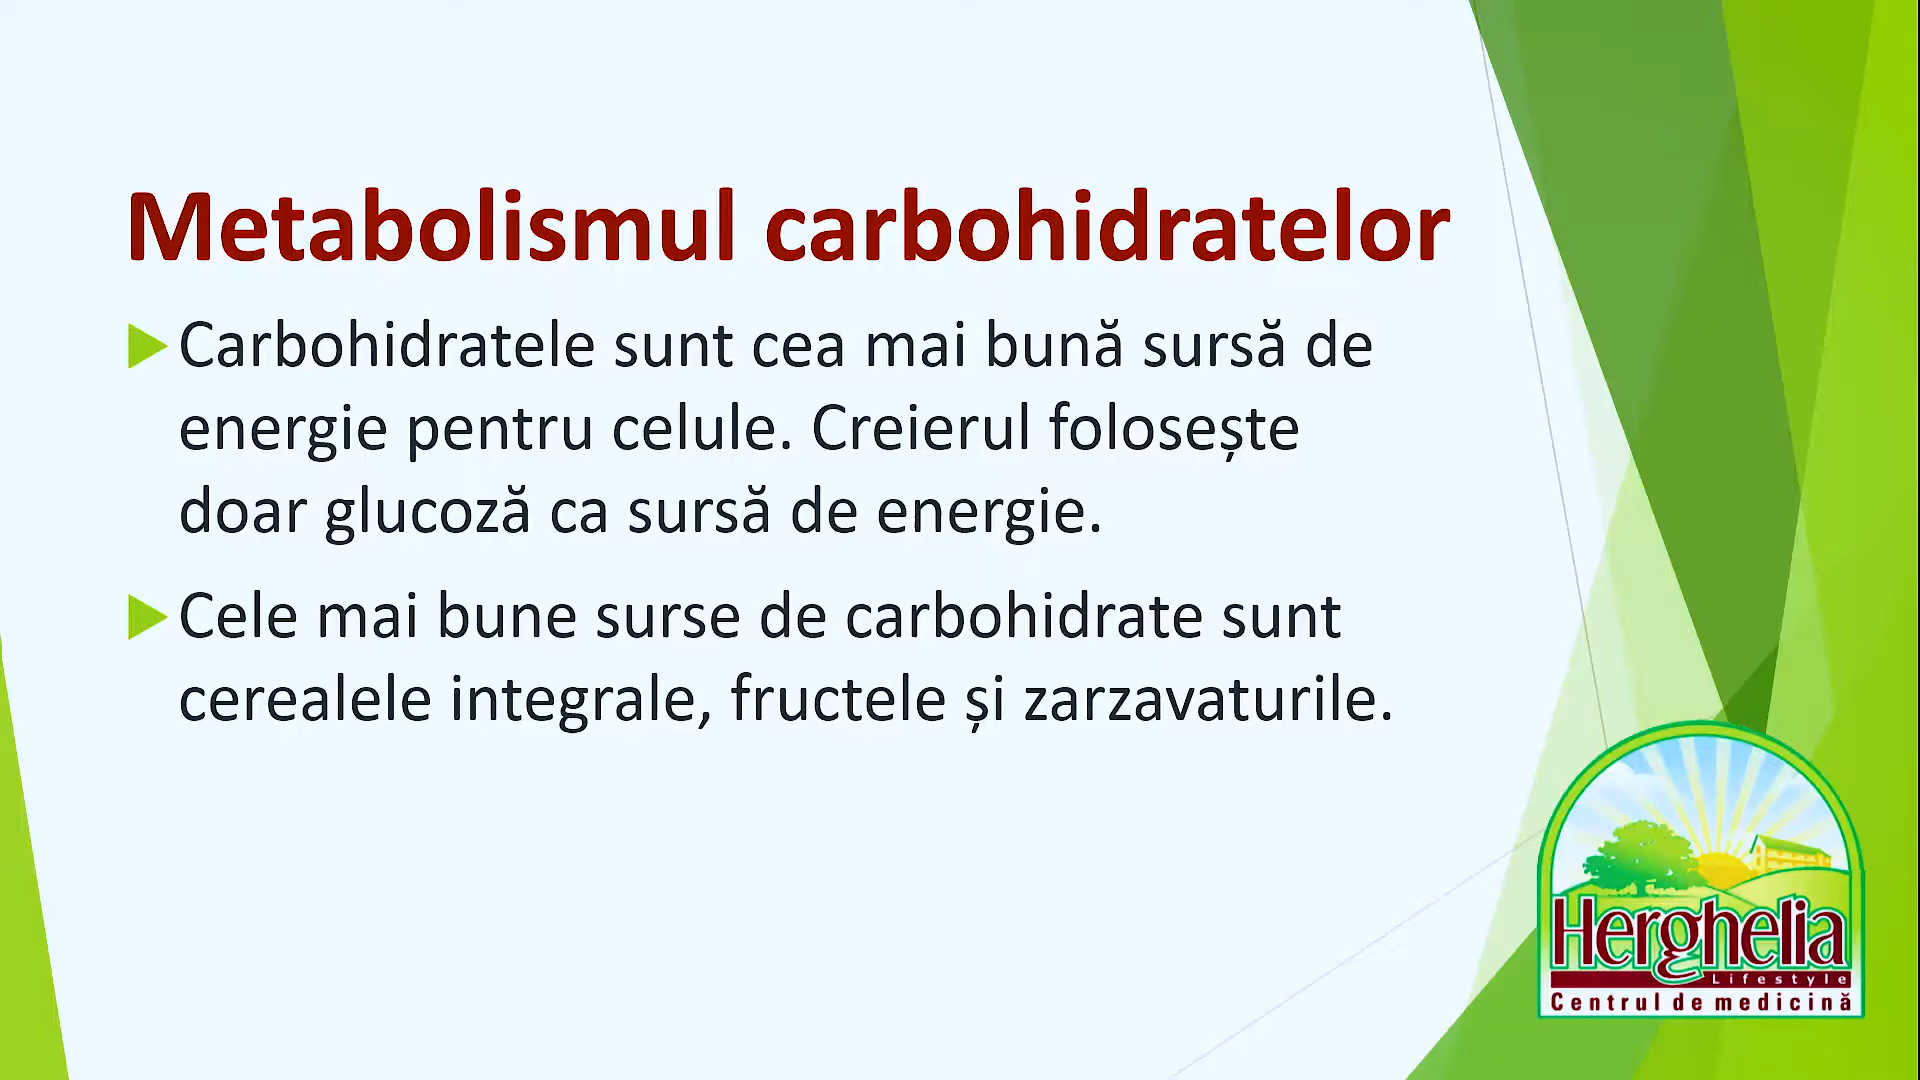 Metabolismul carbohidratelor
Carbohidratele sunt cea mai bună sursă de
energie pentru celule. Creierul folosește
doar glucoză ca sursă de energie.
Cele mai bune surse de carbohidrate sunt
cerealele integrale, fructele și zarzavaturile.
Herghelia
Lifestyle
Centrul de medicină